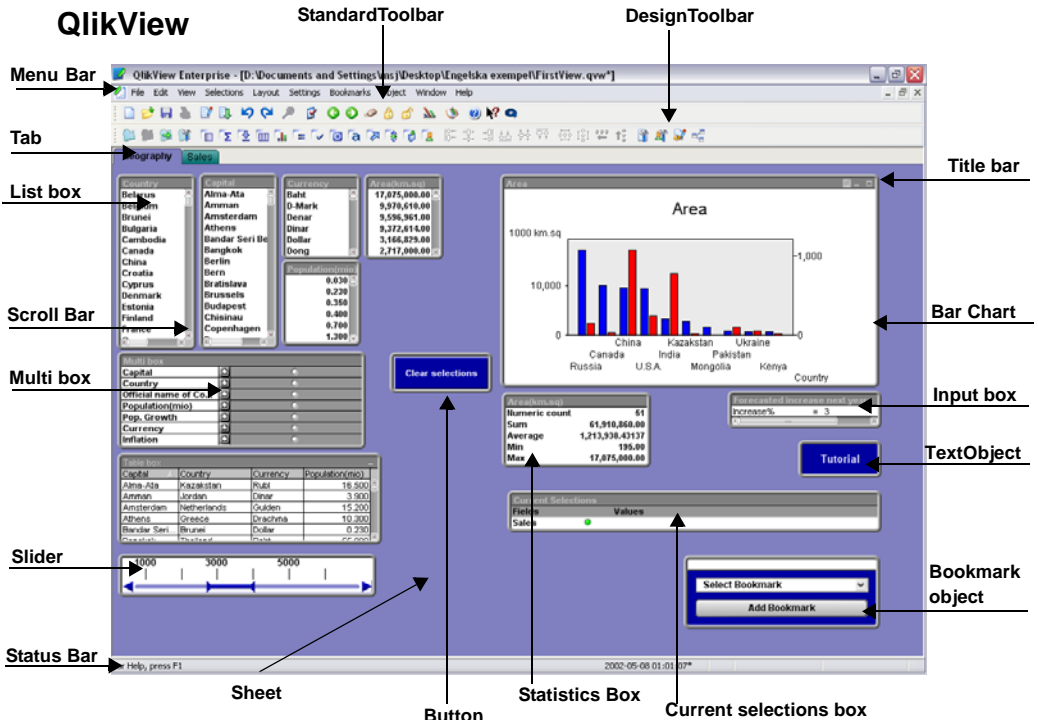 QlikView
StandardToolbar
DesignToolbar
Menu Bar
QlikView Enterprise - [D:\Documents and Settings\msj\Desktop\Engelska exempel\FirstView.qvw*]
File Edit View Selections Layout Settings Bookmarks Object Window Help
Tab
Geography Sales
Title bar
List box
Country
Belarus
Belgium
Brunei
Bulgaria
Cambodia
Canada
China
Croatia
Cyprus
Denmark
Estonia
Finland
France
Capital
Alma-Ata
Amman
Amsterdam
Athens
Bandar Seri Be
Bangkok
Berlin
Bern
Bratislava
Brussels
Budapest
Chisinau
Copenhagen
Currency
Baht
D-Mark
Denar
Dinar
Dollar
Dong
Area(km.sq)
17,075,000.00
9,970,610.00
9,596,961.00
9,372,614.00
3,166,829.00
2,717,000.00
Population(mio)
0.030
0.230
0.350
0.400
0.700
1.300
Area
Area
1000 km.sq
1,000
10,000
0
0
China Kazakstan Ukraine
Canada India Pakistan
Russia U.S.A. Mongolia Kenya
Country
Scroll Bar
Bar Chart
Multi box
Multi box
Capital
Country
Official name of Co..
Population(mio)
Pop. Growth
Currency
Inflation
Clear selections
Area(km.sq)
Numeric count 51
Sum 61,910,860.00
Average 1,213,938.43137
Min 195.00
Max 17,075,000.00
Forecasted increase next year
Increase% = 3
Input box
Tutorial
TextObject
Table box
Capital Country Currency Population(mio)
Alma-Ata Kazakstan Rubl 16.500
Amman Jordan Dinar 3.900
Amsterdam Netherlands Gulden 15.200
Athens Greece Drachma 10.300
Bandar Seri Brunei Dollar 0.230
Current Selections
Fields Values
Sales
Slider
1000 3000 5000
Select Bookmark
Add Bookmark
Bookmark
object
Status Bar
r Help, press F1
2002-05-08 01:01:07*
Sheet
Button
Statistics Box
Current selections box